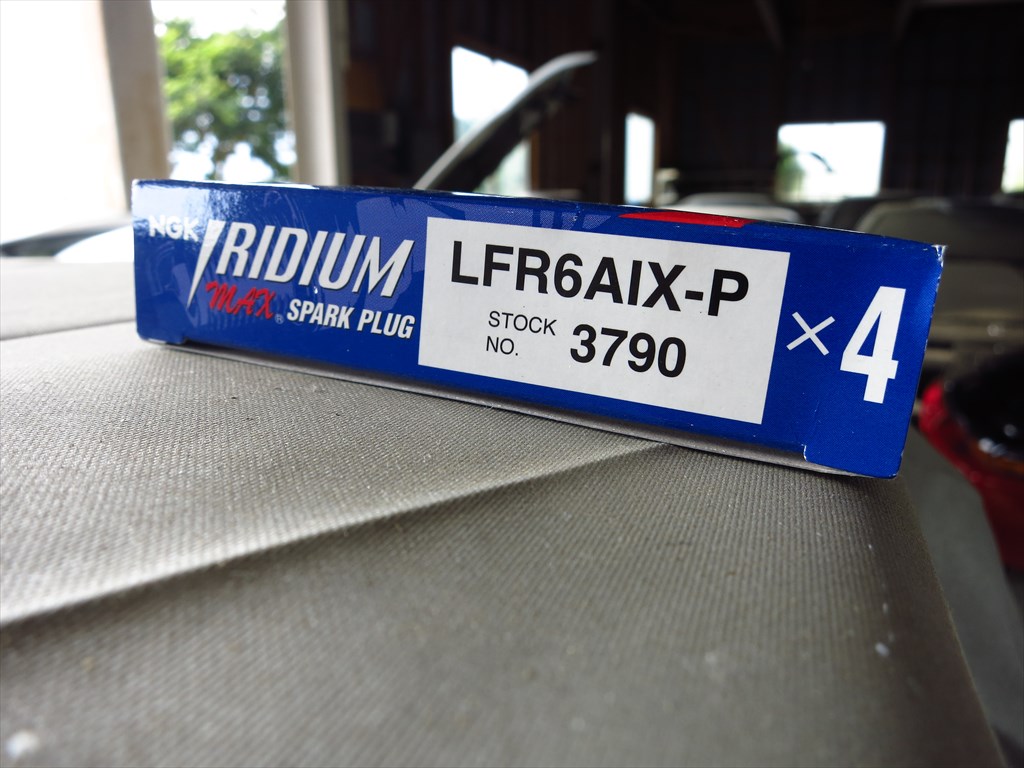 NGK IRIDIUM
MAX® SPARK PLUG
LFR6AIX-P
STOCK NO. 3790
×4